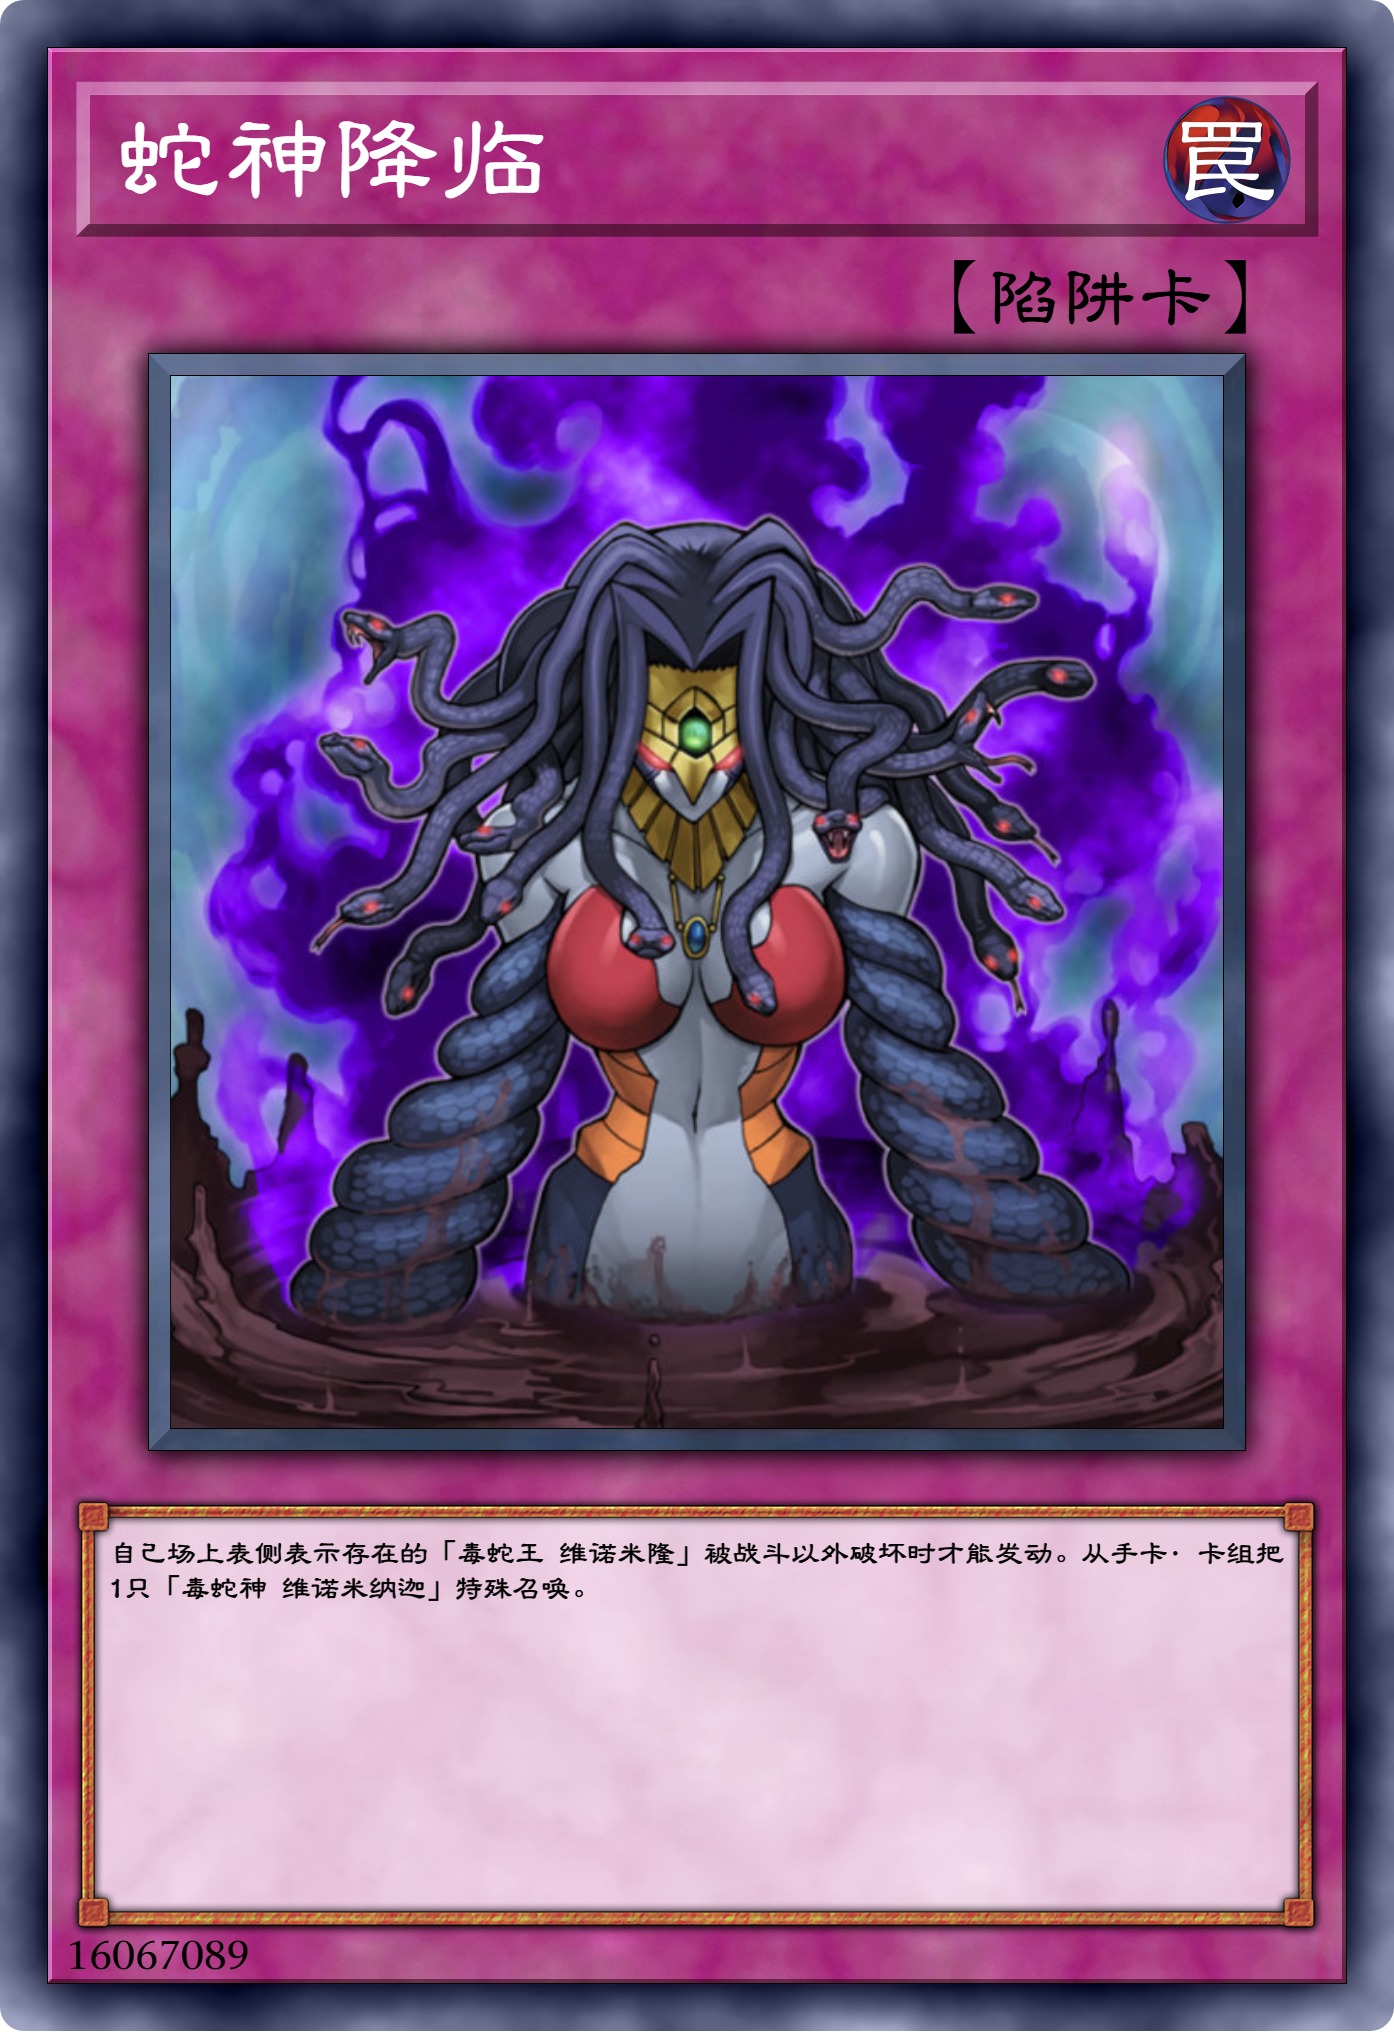 蛇神降临
罠
【陷阱卡】
自己场上表侧表示存在的「毒蛇王 维诺米隆」被战斗以外破坏时才能发动。从手卡·卡组把
1只「毒蛇神 维诺米纳迦」特殊召唤。
16067089